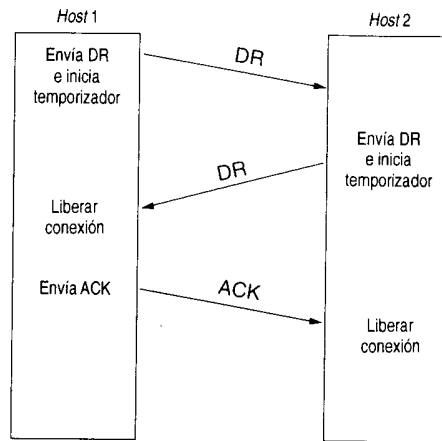 Host 1
Host 2
Envía DR
e inicia
temporizador
DR
Envía DR
e inicia
temporizador
DR
Liberar
conexión
Envía ACK
ACK
Liberar
conexión